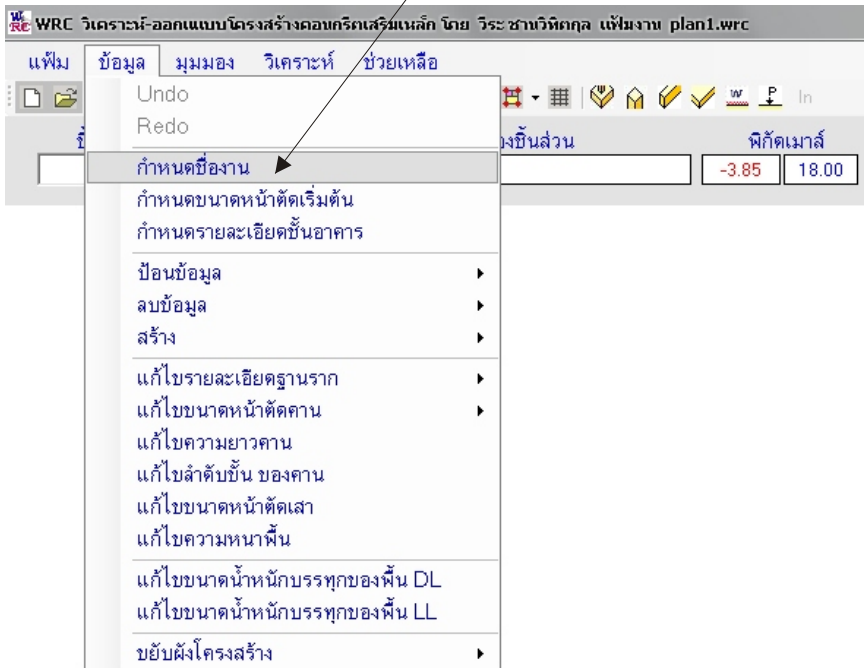 WRC วิเคราะห์-ออกแบบโครงสร้างคอนกรีตเสริมเหล็ก โดย วีระ ชาญวิทิตกุล แฟ้มงาน plan1.wrc
แฟ้ม ข้อมูล มุมมอง วิเคราะห์ ช่วยเหลือ
In
งชิ้นส่วน พิกัดเมาส์
-3.85 18.00
Undo
Redo
กำหนดชื่องาน
กำหนดขนาดหน้าตัดเริ่มต้น
กำหนดรายละเอียดชั้นอาคาร
ป้อนข้อมูล
ลบข้อมูล
สร้าง
แก้ไขรายละเอียดฐานราก
แก้ไขขนาดหน้าตัดคาน
แก้ไขความยาวคาน
แก้ไขลำดับขั้น ของคาน
แก้ไขขนาดหน้าตัดเสา
แก้ไขความหนาพื้น
แก้ไขขนาดน้ำหนักบรรทุกของพื้น DL
แก้ไขขนาดน้ำหนักบรรทุกของพื้น LL
ขยับผังโครงสร้าง